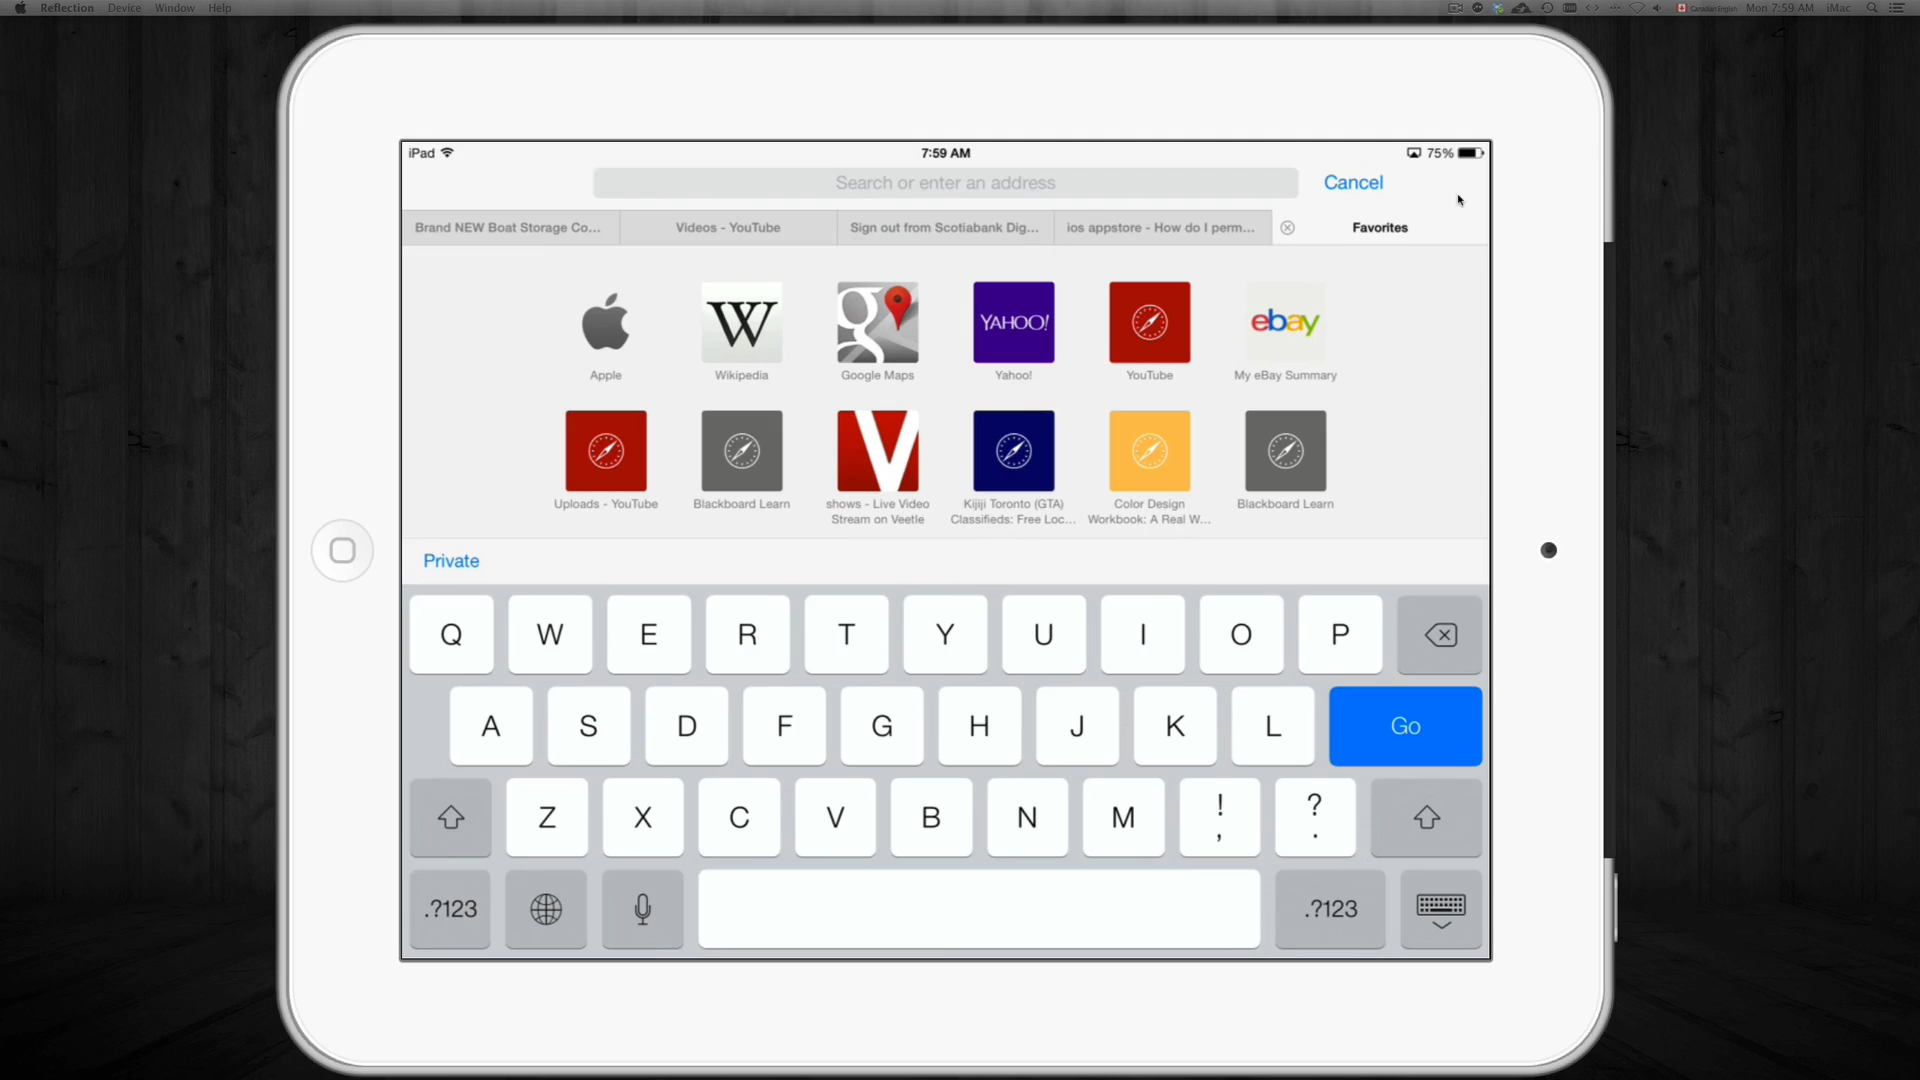 Reflection Device Window Help
Canadian English Mon 7:59 AM iMac
iPad 7:59 AM 75%
Search or enter an address Cancel
Brand NEW Boat Storage Co... Videos - YouTube Sign out from Scotiabank Dig... ios appstore - How do I perm... Favorites
W YAHOO! ebay
Apple Wikipedia Google Maps Yahoo! YouTube My eBay Summary
V
Uploads - YouTube Blackboard Learn shows - Live Video Kijiji Toronto (GTA) Color Design Blackboard Learn
Stream on Veetle Classifieds: Free Loc... Workbook: A Real W...
Private
Q W E R T Y U I O P
A S D F G H J K L Go
Z X C V B N M ! ?
, .
.?123 .?123